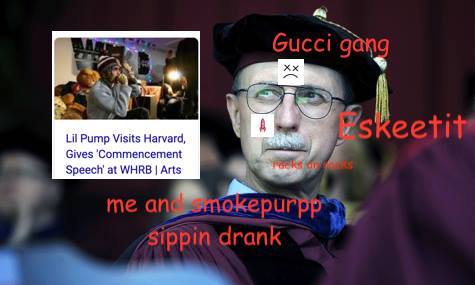 Gucci gang
Lil Pump Visits Harvard,
Gives 'Commencement
Speech' at WHRB | Arts
Eskeetit
racks on racks
me and smokepurpp
sippin drank